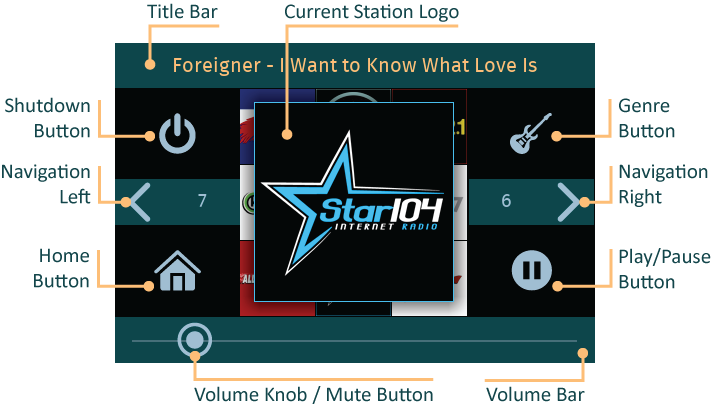 Title Bar
Current Station Logo
Foreigner - I Want to Know What Love Is
Shutdown
Button
Genre
Button
Navigation
Left
7
Star104
INTERNET RADIO
6
Navigation
Right
Home
Button
Play/Pause
Button
Volume Knob / Mute Button
Volume Bar